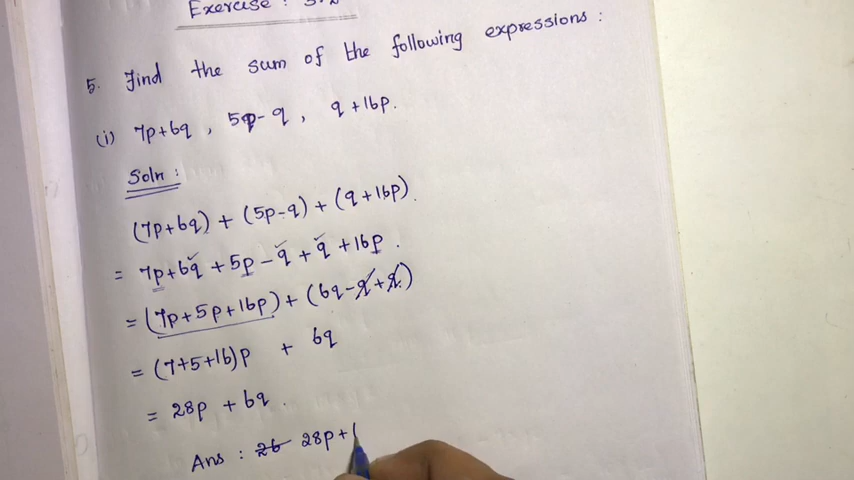 Exercise :
5. Find the sum of the following expressions :
(i) 7p+6q , 5p-q , q+16p.
Soln :
(7p+6q) + (5p-q) + (q+16p).
= 7p+6q +5p -q +q +16p .
= (7p+5p+16p) + (6q-q+q)
= (7+5+16)p + 6q
= 28p + 6q .
Ans : 26 28p+